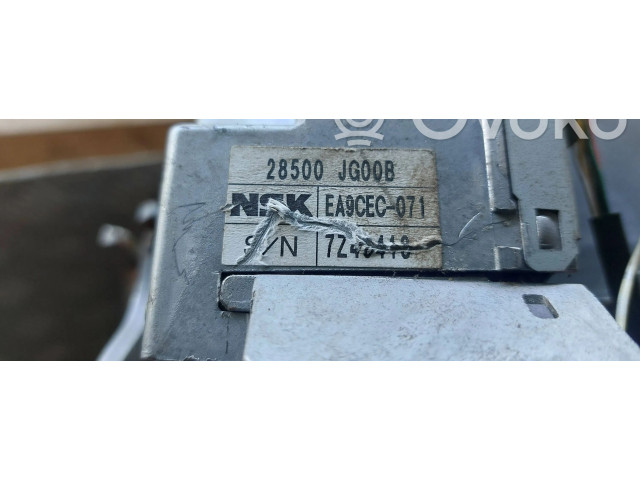 Ovoko
28500 JG00B
NSK EA9CEC-071
S/N